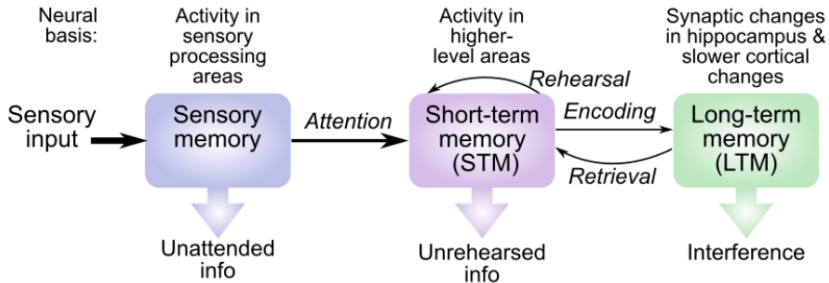 Neural
basis:
Activity in
sensory
processing
areas
Activity in
higher-
level areas
Synaptic changes
in hippocampus &
slower cortical
changes
Sensory
input
Sensory
memory
Attention
Rehearsal
Short-term
memory
(STM)
Encoding
Retrieval
Long-term
memory
(LTM)
Unattended
info
Unrehearsed
info
Interference